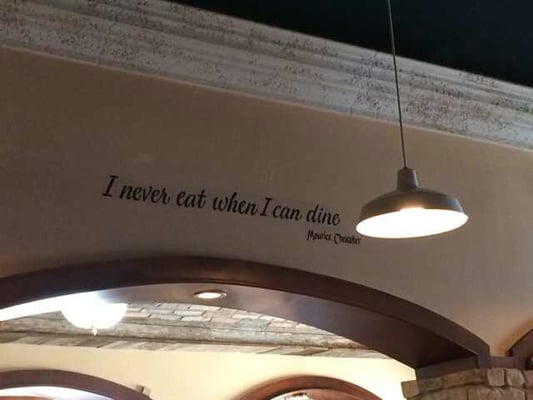 I never eat when I can dine
Maurice Chevalier